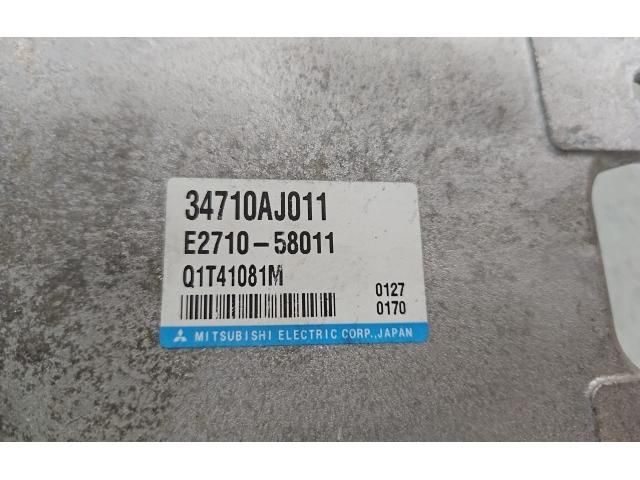 34710AJ011
E2710-58011
Q1T41081M
0127
0170
MITSUBISHI ELECTRIC CORP., JAPAN